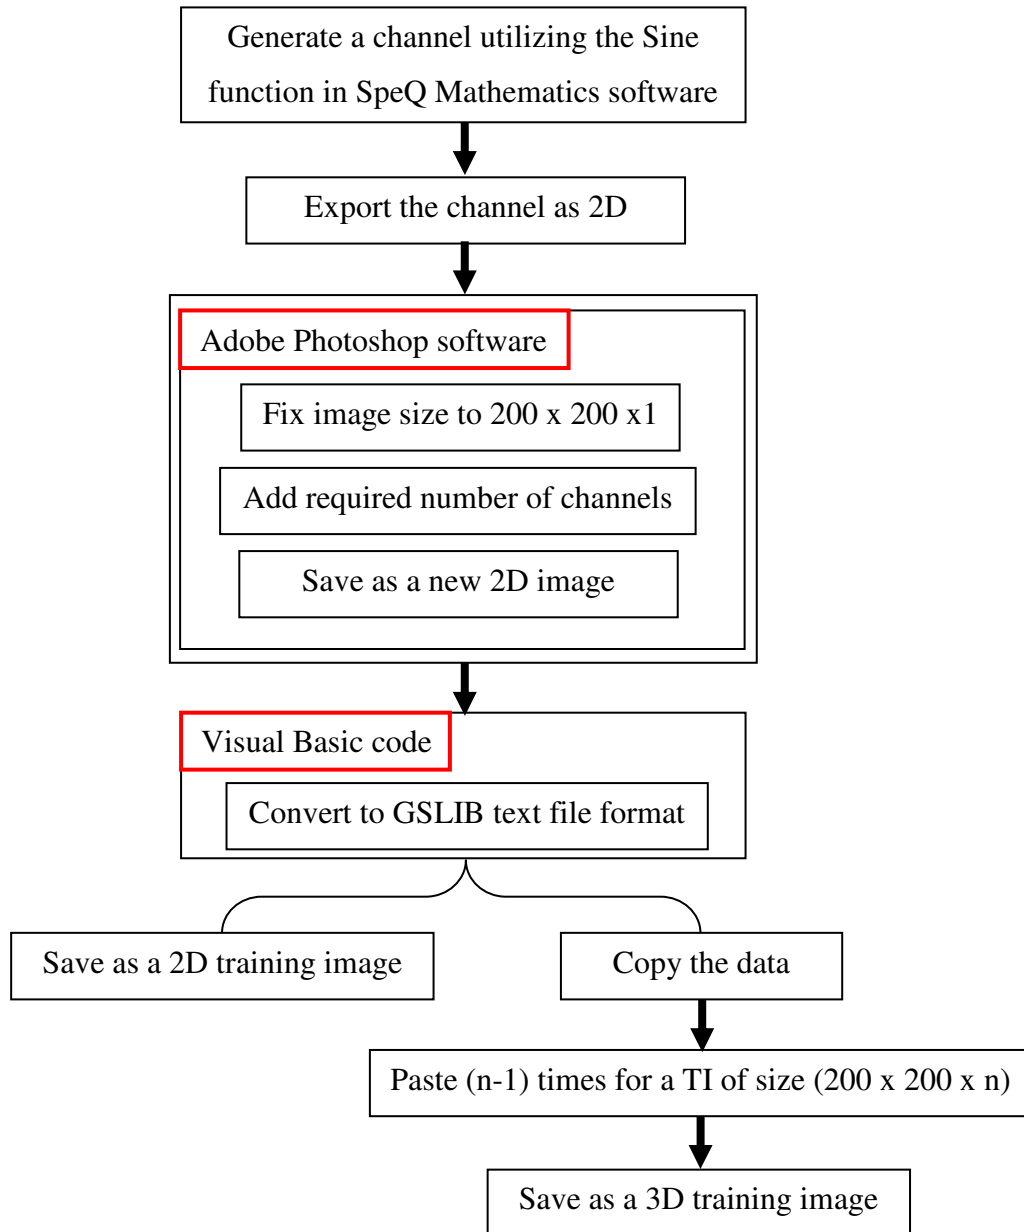 Generate a channel utilizing the Sine
function in SpeQ Mathematics software
Export the channel as 2D
Adobe Photoshop software
Fix image size to 200 x 200 x1
Add required number of channels
Save as a new 2D image
Visual Basic code
Convert to GSLIB text file format
Save as a 2D training image
Copy the data
Paste (n-1) times for a TI of size (200 x 200 x n)
Save as a 3D training image